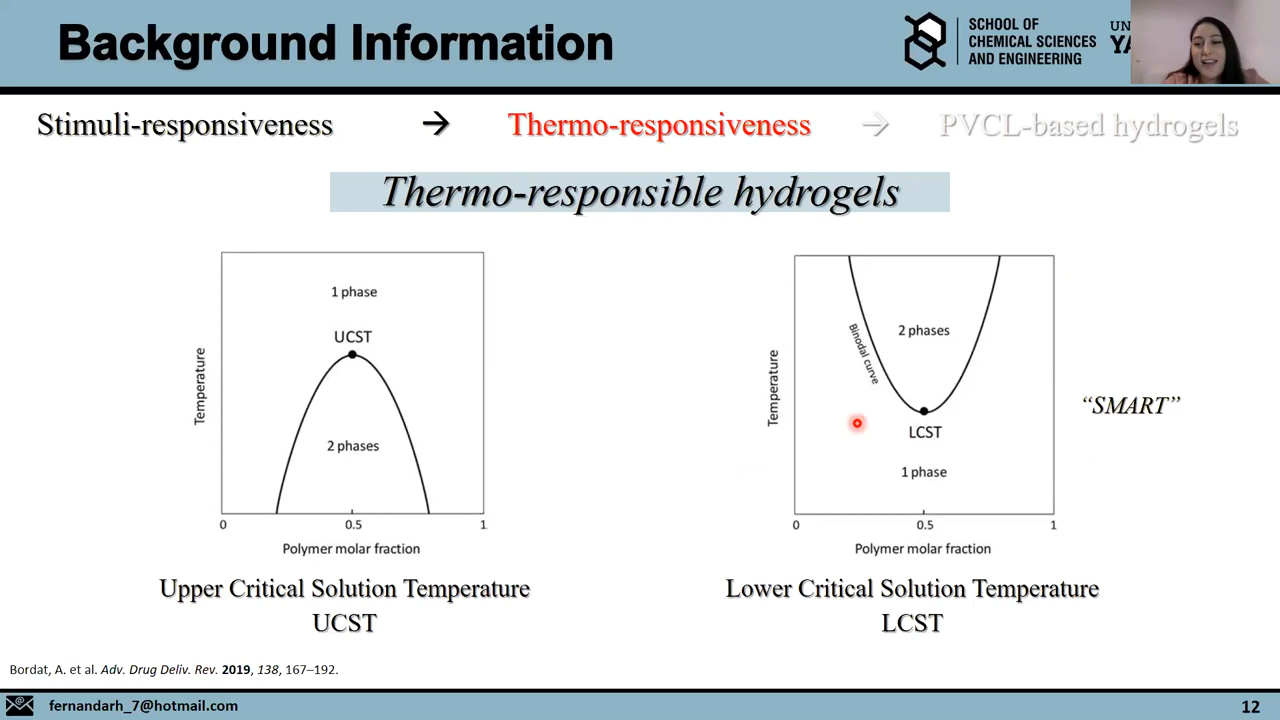 Background Information
SCHOOL OF
CHEMICAL SCIENCES
AND ENGINEERING
Stimuli-responsiveness → Thermo-responsiveness → PVCL-based hydrogels
Thermo-responsible hydrogels
1 phase
UCST
2 phases
Temperature
0 0.5 1
Polymer molar fraction
Upper Critical Solution Temperature
UCST
2 phases
Binodal curve
LCST
1 phase
Temperature
0 0.5 1
Polymer molar fraction
Lower Critical Solution Temperature
LCST
“SMART”
Bordat, A. et al. Adv. Drug Deliv. Rev. 2019, 138, 167–192.
fernandarh_7@hotmail.com
12